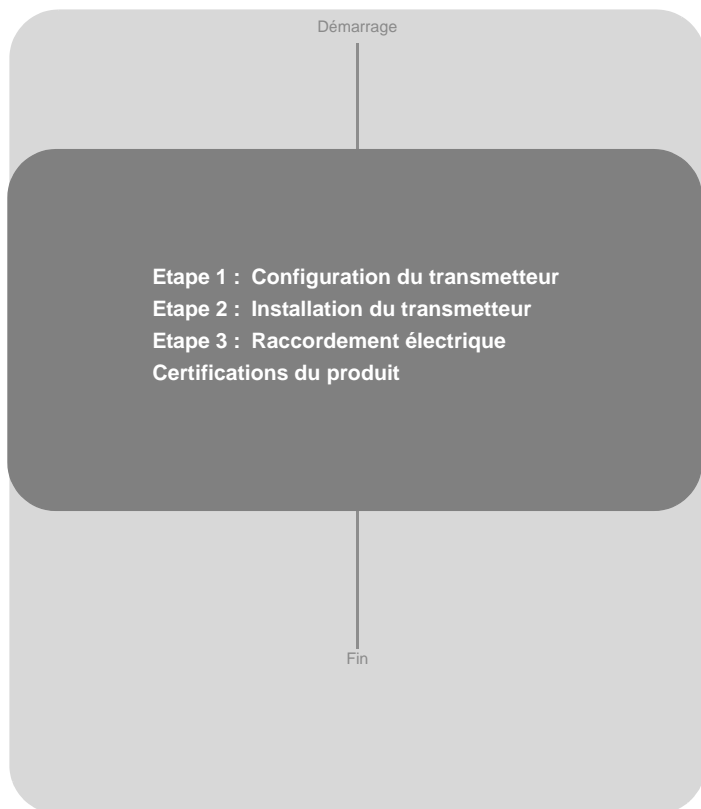 Démarrage
Etape 1 : Configuration du transmetteur
Etape 2 : Installation du transmetteur
Etape 3 : Raccordement électrique
Certifications du produit
Fin